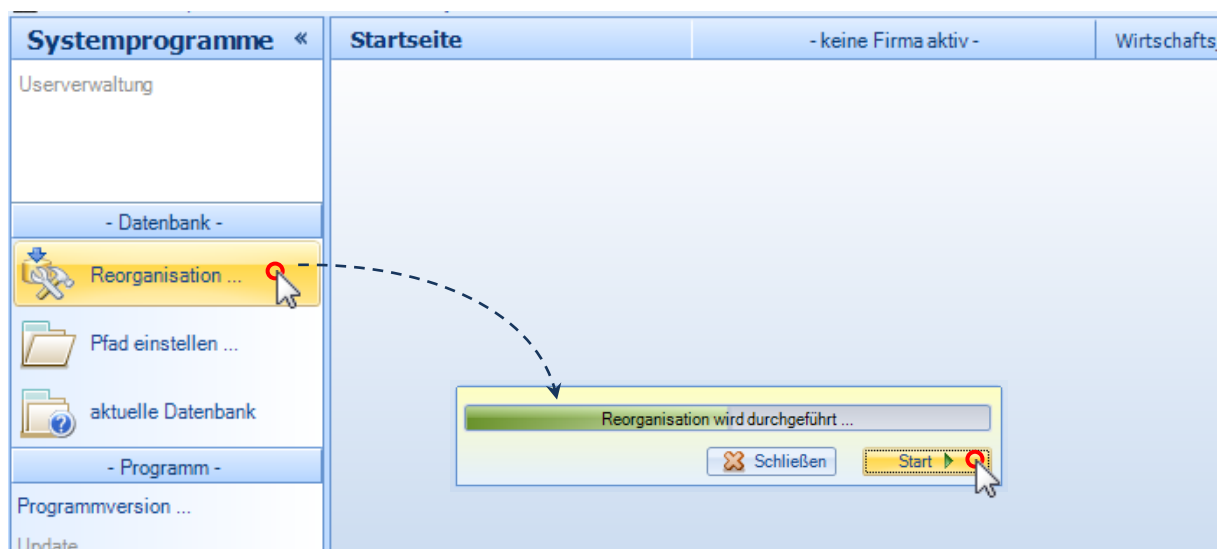 Systemprogramme «
Startseite
- keine Firma aktiv -
Userverwaltung
- Datenbank -
Reorganisation ...
Pfad einstellen ...
aktuelle Datenbank
- Programm -
Programmversion ...
Update
Reorganisation wird durchgeführt ...
Schließen
Start